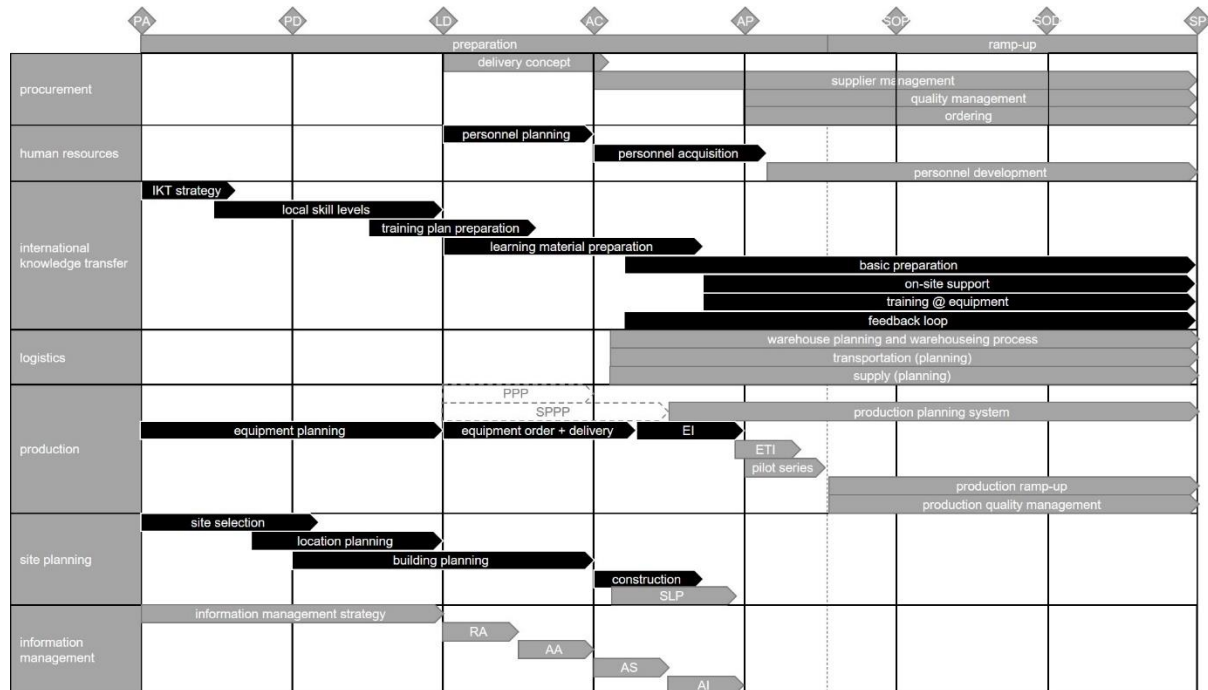 PA PD LD AC AP SOP SOD SP
preparation ramp-up
procurement
delivery concept
supplier management
quality management
ordering
human resources
personnel planning
personnel acquisition
personnel development
international
knowledge transfer
IKT strategy
local skill levels
training plan preparation
learning material preparation
basic preparation
on-site support
training @ equipment
feedback loop
logistics
warehouse planning and warehouseing process
transportation (planning)
supply (planning)
production
PPP
SPPP
production planning system
equipment planning equipment order + delivery EI
ETI
pilot series
production ramp-up
production quality management
site planning
site selection
location planning
building planning
construction
SLP
information
management
information management strategy
RA
AA
AS
AI